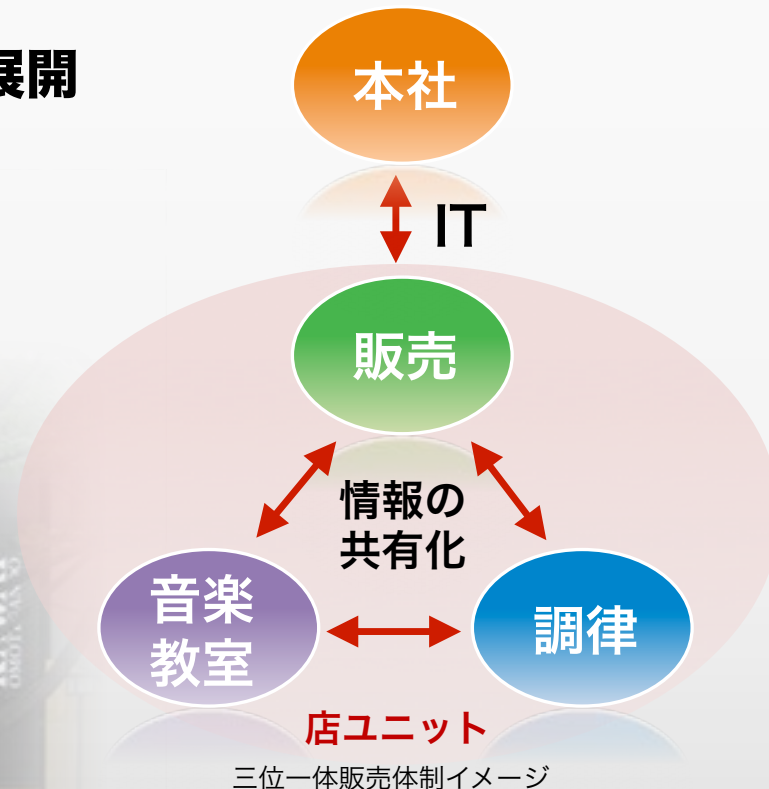 展開
本社
IT
販売
情報の
共有化
音楽
教室
調律
店ユニット
三位一体販売体制イメージ